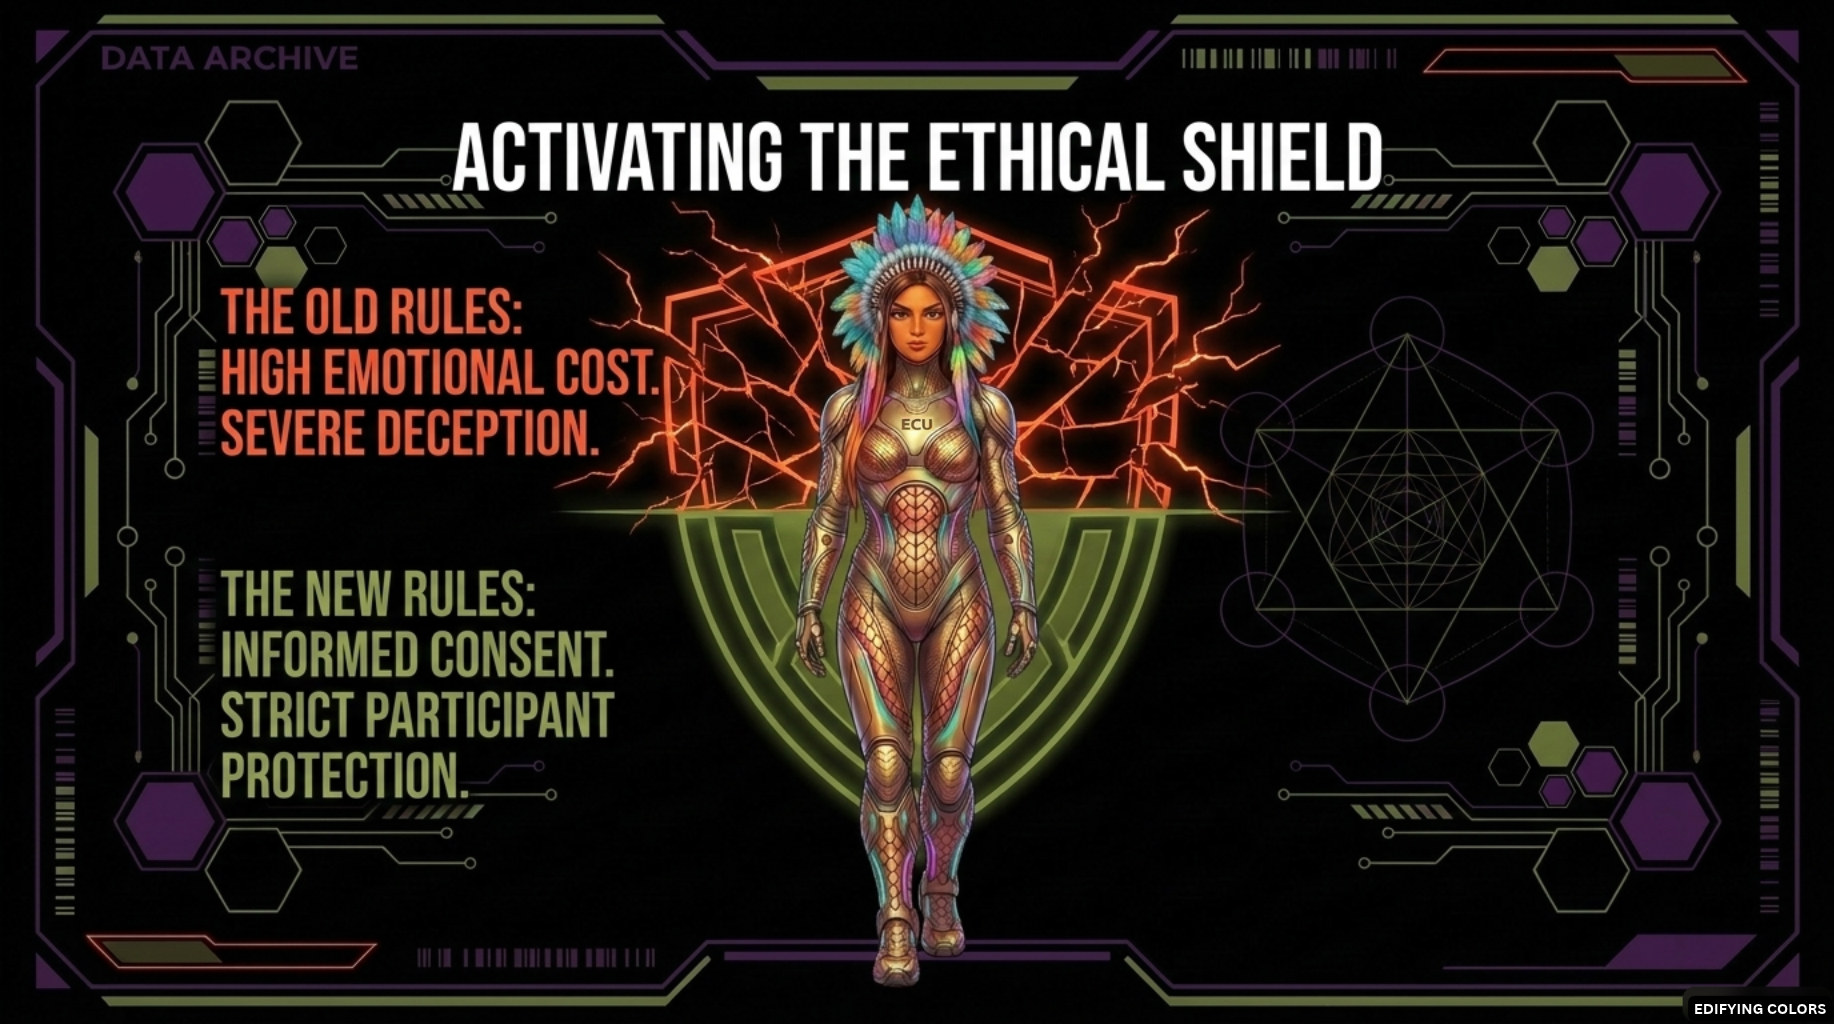 DATA ARCHIVE
ACTIVATING THE ETHICAL SHIELD
THE OLD RULES:
HIGH EMOTIONAL COST.
SEVERE DECEPTION.
ECU
THE NEW RULES:
INFORMED CONSENT.
STRICT PARTICIPANT
PROTECTION.
EDIFYING COLORS